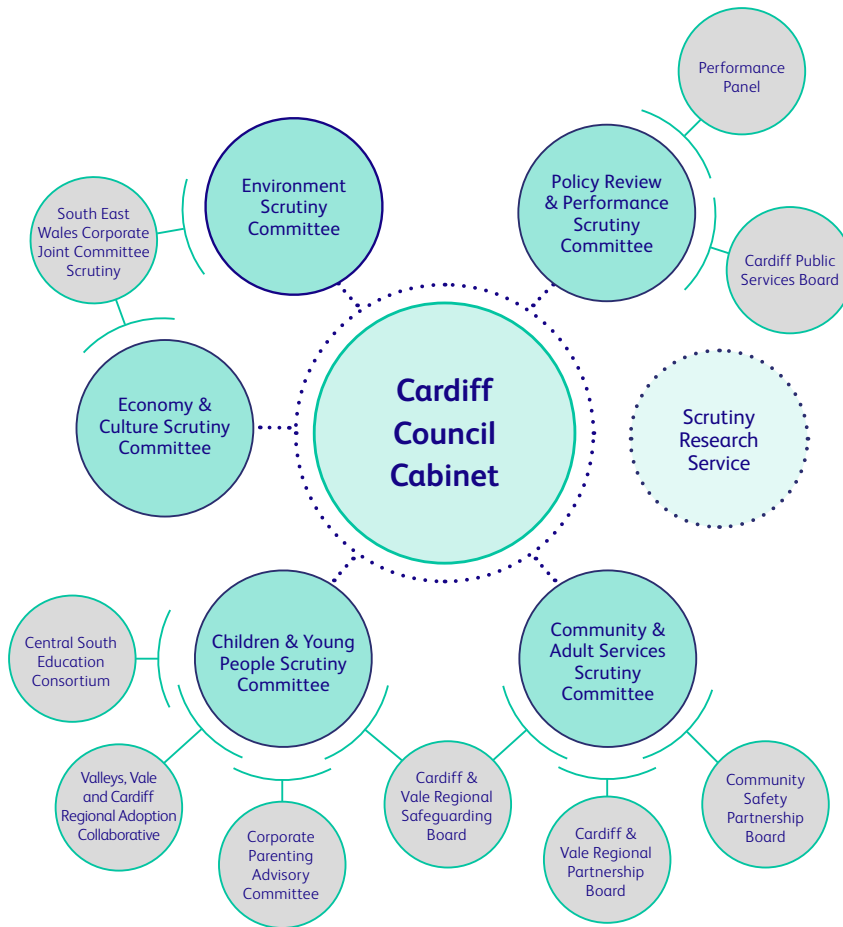 Performance
Panel
Environment
Scrutiny
Committee
Policy Review
& Performance
Scrutiny
Committee
South East
Wales Corporate
Joint Committee
Scrutiny
Cardiff Public
Services Board
Cardiff
Council
Cabinet
Economy &
Culture Scrutiny
Committee
Scrutiny
Research
Service
Central South
Education
Consortium
Children & Young
People Scrutiny
Committee
Community &
Adult Services
Scrutiny
Committee
Valleys, Vale
and Cardiff
Regional Adoption
Collaborative
Corporate
Parenting
Advisory
Committee
Cardiff &
Vale Regional
Safeguarding
Board
Cardiff &
Vale Regional
Partnership
Board
Community
Safety
Partnership
Board